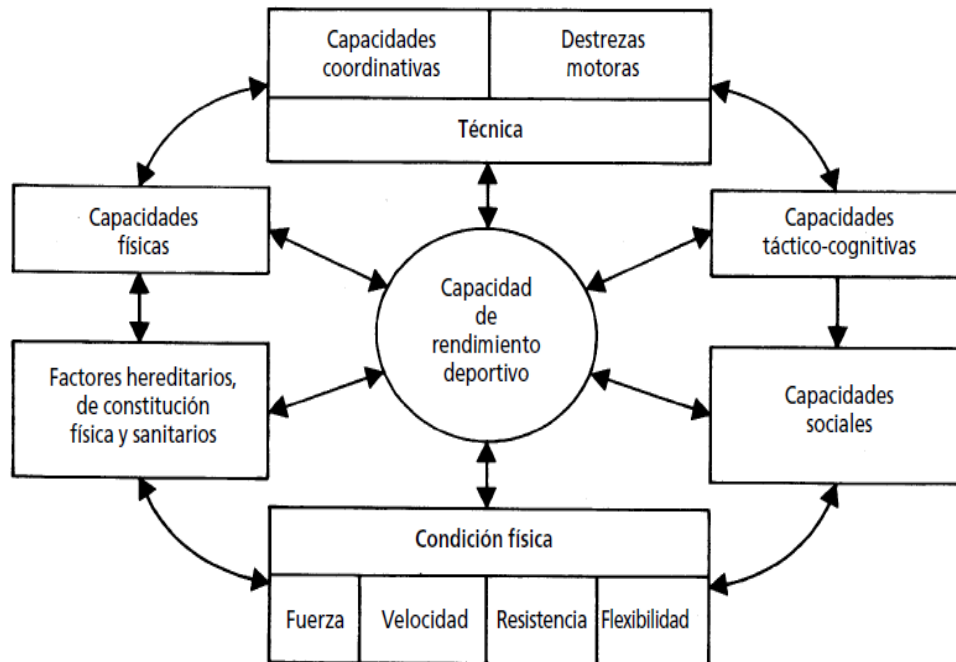 Capacidades
coordinativas
Destrezas
motoras
Técnica
Capacidades
físicas
Capacidades
táctico-cognitivas
Capacidad
de
rendimiento
deportivo
Factores hereditarios,
de constitución
física y sanitarios
Capacidades
sociales
Condición física
Fuerza
Velocidad
Resistencia
Flexibilidad